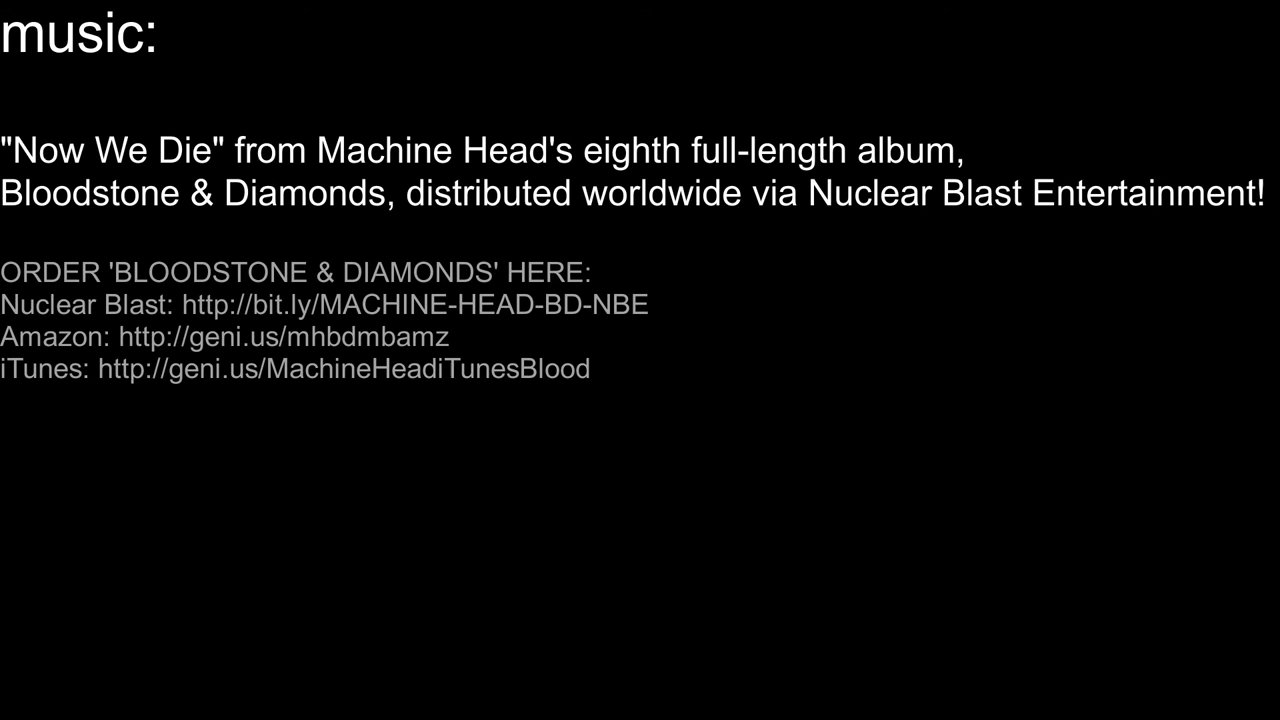 music:
"Now We Die" from Machine Head's eighth full-length album,
Bloodstone & Diamonds, distributed worldwide via Nuclear Blast Entertainment!
ORDER 'BLOODSTONE & DIAMONDS' HERE:
Nuclear Blast: http://bit.ly/MACHINE-HEAD-BD-NBE
Amazon: http://geni.us/mhbdmbamz
iTunes: http://geni.us/MachineHeadiTunesBlood